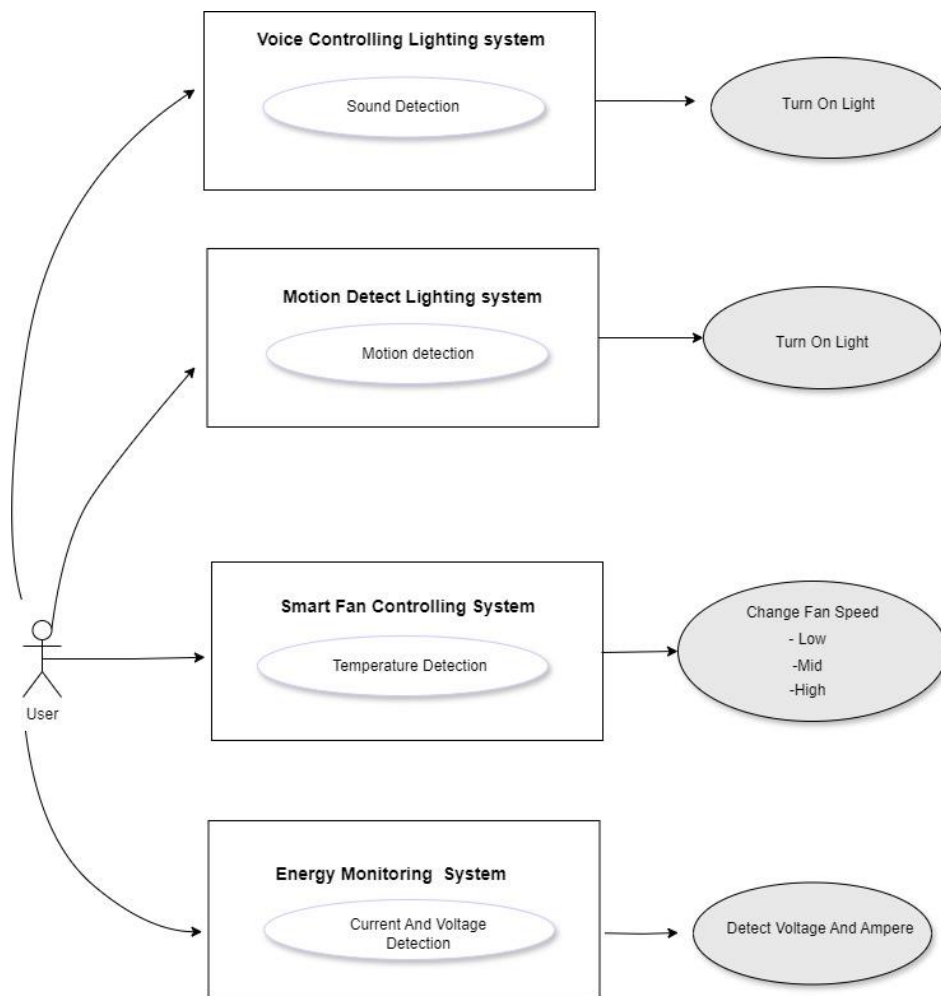 Voice Controlling Lighting system
Sound Detection
Turn On Light
Motion Detect Lighting system
Motion detection
Turn On Light
Smart Fan Controlling System
Temperature Detection
Change Fan Speed
- Low
-Mid
-High
User
Energy Monitoring  System
Current And Voltage
Detection
Detect Voltage And Ampere